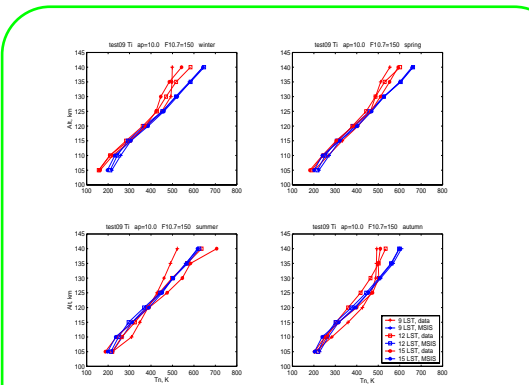 test09 Ti ap=10.0 F10.7=150 winter
145
140
135
130
125
120
115
110
105
100
Alt, km
100 200 300 400 500 600 700 800
test09 Ti ap=10.0 F10.7=150 spring
145
140
135
130
125
120
115
110
105
100
100 200 300 400 500 600 700 800
test09 Ti ap=10.0 F10.7=150 summer
145
140
135
130
125
120
115
110
105
100
Alt, km
100 200 300 400 500 600 700 800
Tn, K
test09 Ti ap=10.0 F10.7=150 autumn
145
140
135
130
125
120
115
110
105
100
9 LST, data
9 LST, MSIS
12 LST, data
12 LST, MSIS
15 LST, data
15 LST, MSIS
100 200 300 400 500 600 700 800
Tn, K